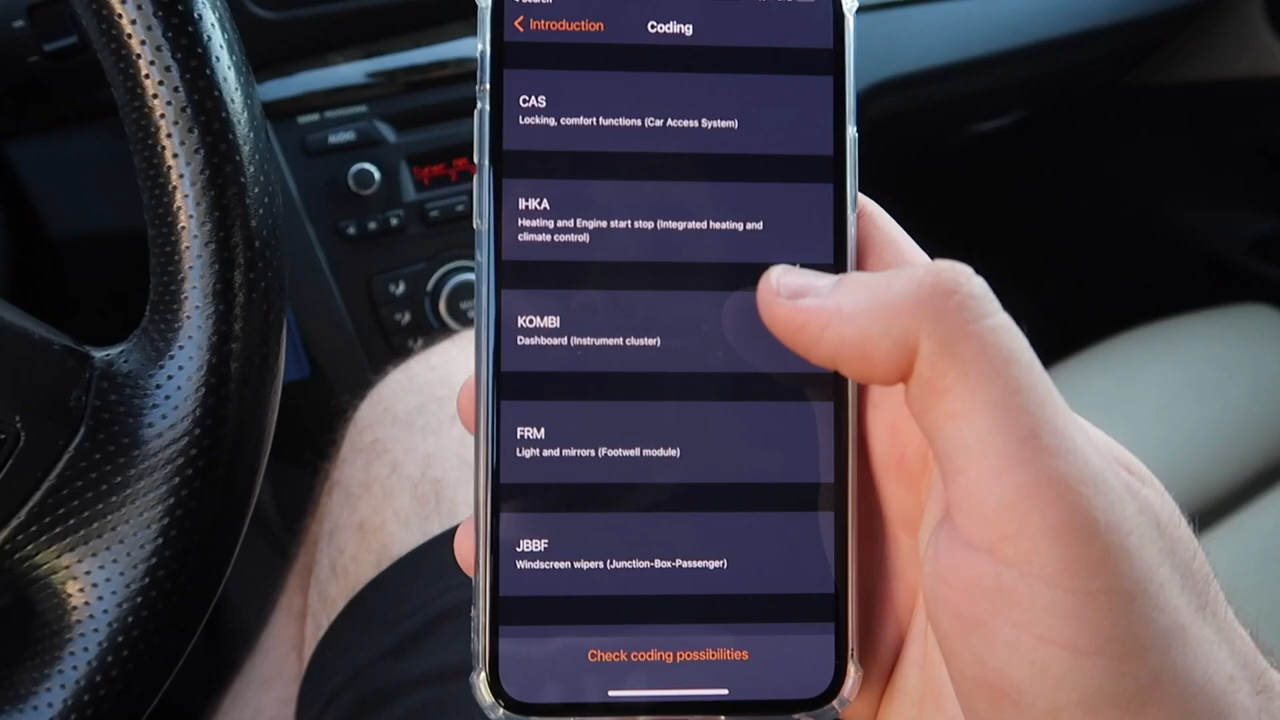 Search
Introduction
Coding
CAS
Locking, comfort functions (Car Access System)
IHKA
Heating and Engine start stop (Integrated heating and
climate control)
KOMBI
Dashboard (Instrument cluster)
FRM
Light and mirrors (Footwell module)
JBBF
Windscreen wipers (Junction-Box-Passenger)
Check coding possibilities
AUDIO